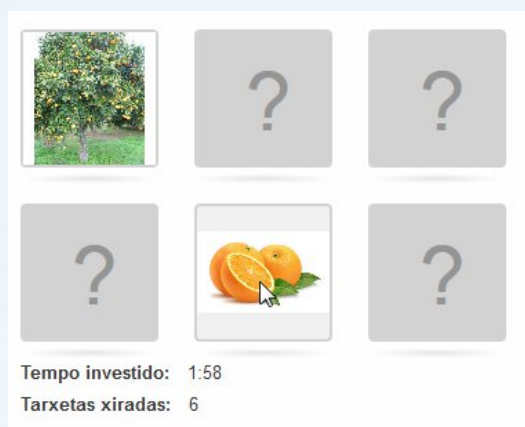 ? ?
? ?
Tempo investido: 1:58
Tarxetas xiradas: 6